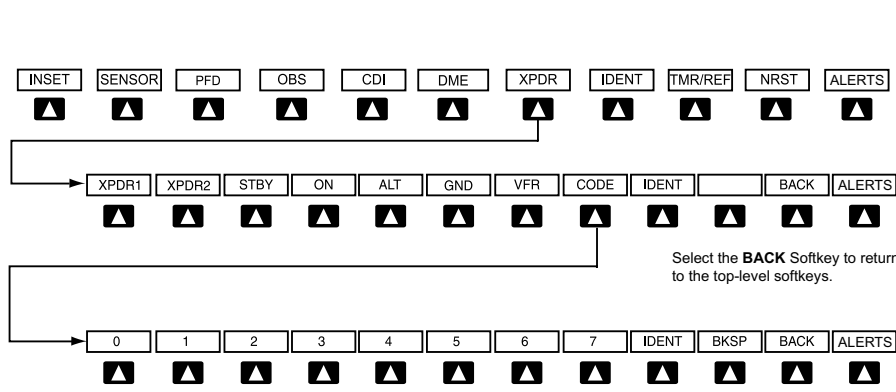 INSET SENSOR PFD OBS CDI DME XPDR IDENT TMR/REF NRST ALERTS
XPDR1 XPDR2 STBY ON ALT GND VFR CODE IDENT BACK ALERTS
Select the BACK Softkey to return
to the top-level softkeys.
0 1 2 3 4 5 6 7 IDENT BKSP BACK ALERTS